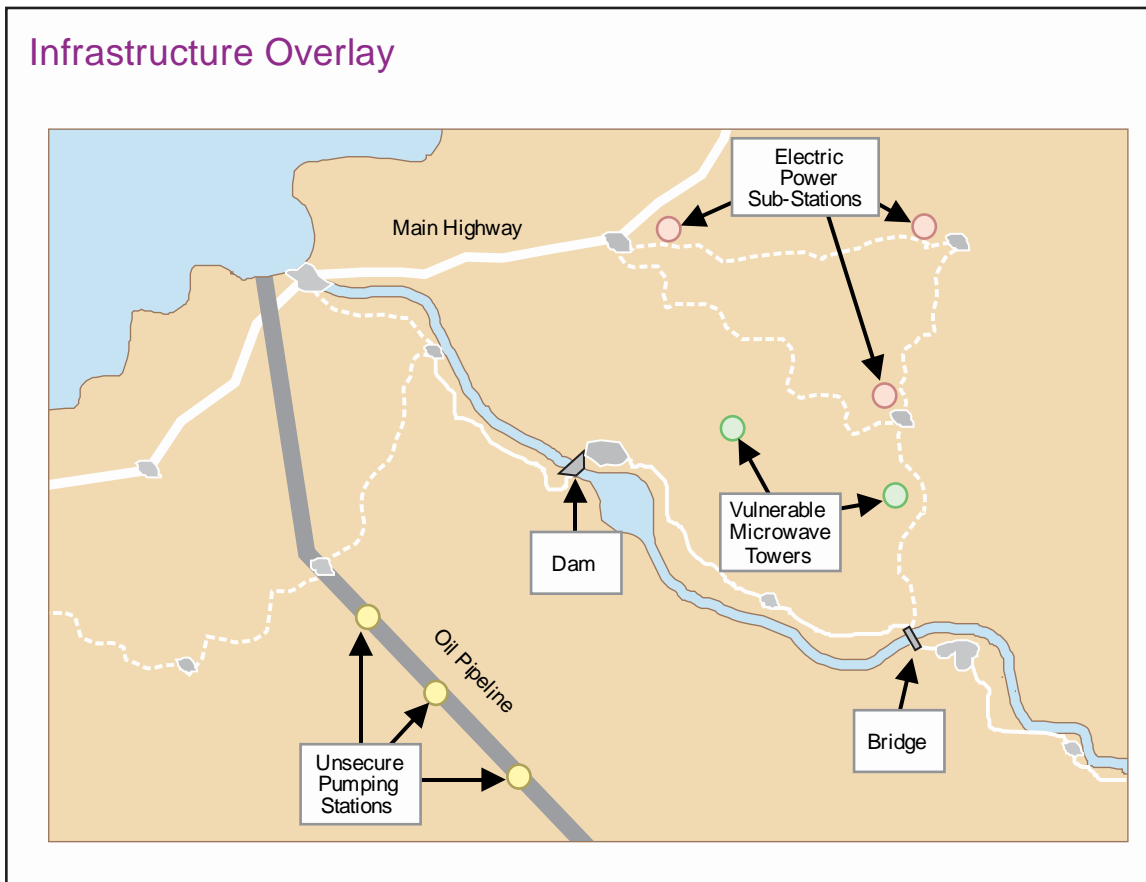 Infrastructure Overlay
Electric
Power
Sub-Stations
Main Highway
Vulnerable
Microwave
Towers
Dam
Oil Pipeline
Bridge
Unsecure
Pumping
Stations